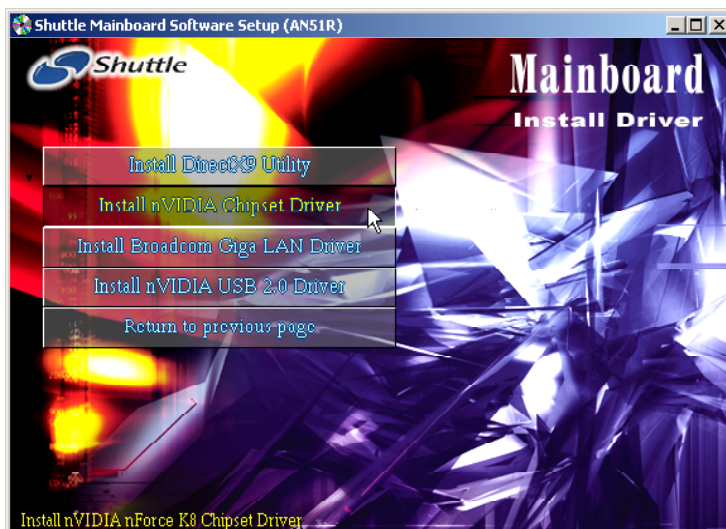 Shuttle Mainboard Software Setup (AN51R)
Shuttle
Mainboard
Install Driver
Install DirectX9 Utility
Install nVIDIA Chipset Driver
Install Broadcom Giga LAN Driver
Install nVIDIA USB 2.0 Driver
Return to previous page
Install nVIDIA nForce K8 Chipset Driver